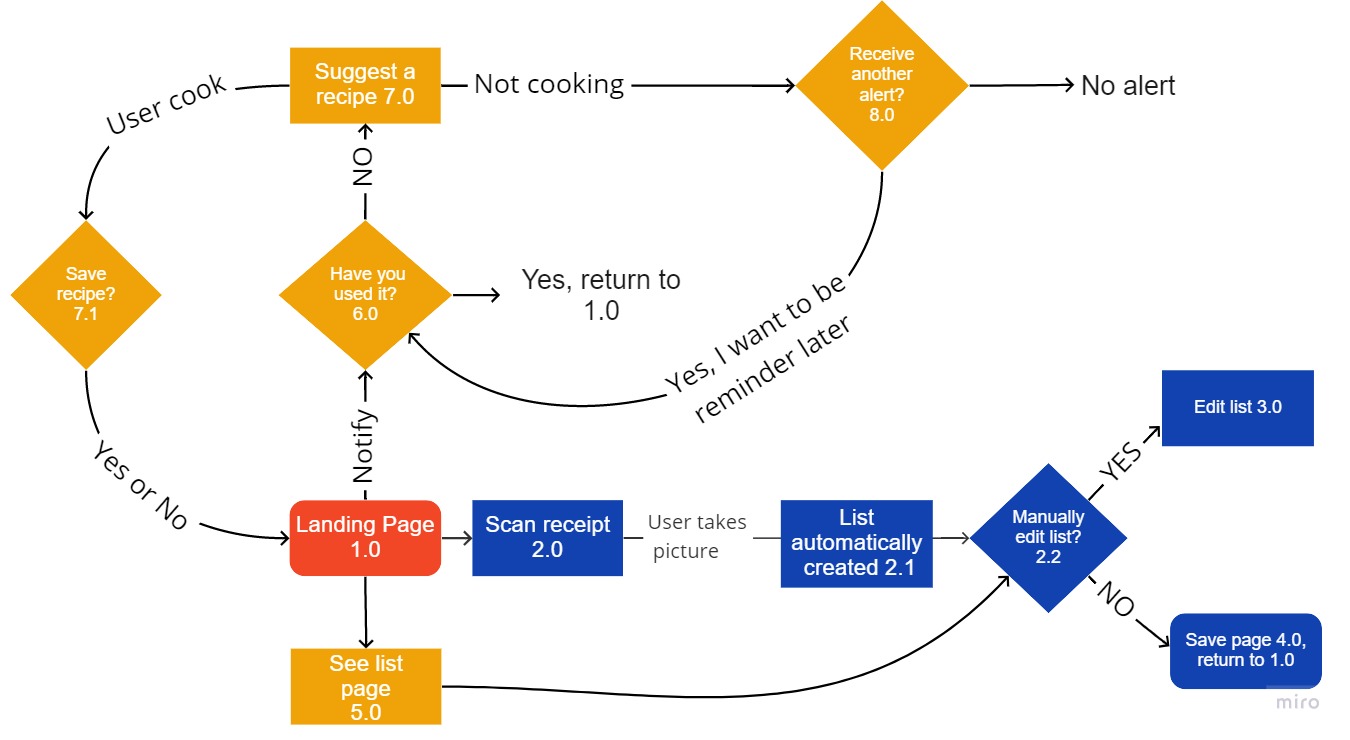 Suggest a
recipe 7.0
Not cooking
Receive
another
alert?
8.0
No alert
User cook
NO
Save
recipe?
7.1
Have you
used it?
6.0
Yes, return to
1.0
Yes, I want to be
reminder later
Notify
Yes or No
Landing Page
1.0
Scan receipt
2.0
User takes
picture
List
automatically
created 2.1
Manually
edit list?
2.2
YES
Edit list 3.0
NO
Save page 4.0,
return to 1.0
See list
page
5.0
miro